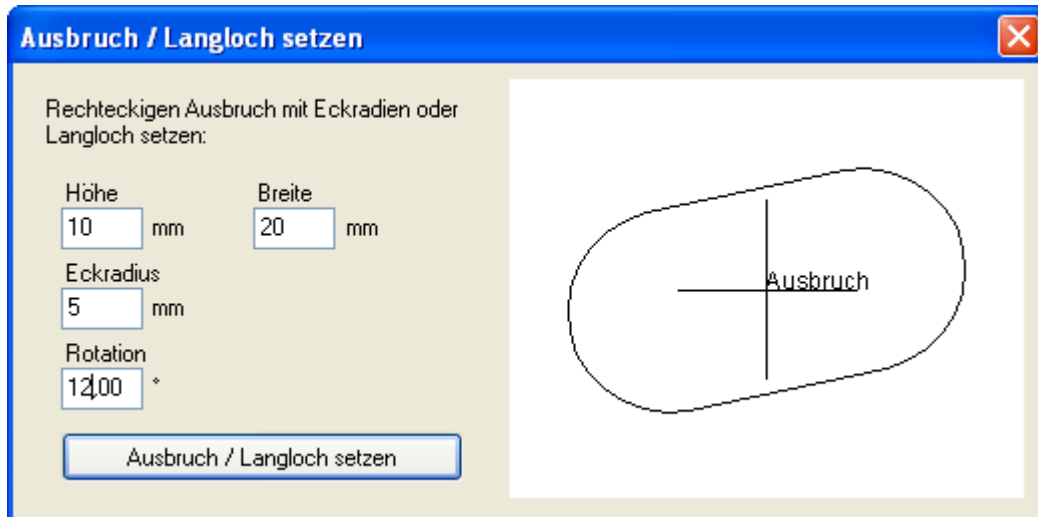 Ausbruch / Langloch setzen
Rechteckigen Ausbruch mit Eckradien oder
Langloch setzen:
Höhe Breite
10 mm 20 mm
Eckradius
5 mm
Rotation
12,00 °
Ausbruch / Langloch setzen
Ausbruch